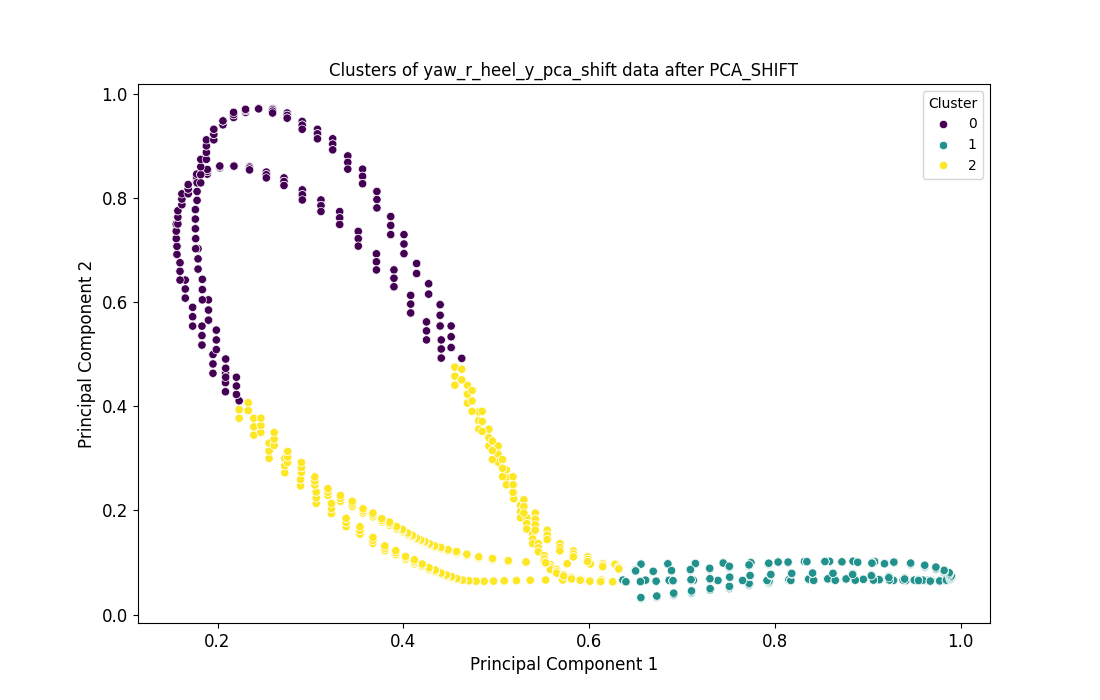 Clusters of yaw_r_heel_y_pca_shift data after PCA_SHIFT
Cluster
0
1
2
Principal Component 2
1.0
0.8
0.6
0.4
0.2
0.0
0.2 0.4 0.6 0.8 1.0
Principal Component 1